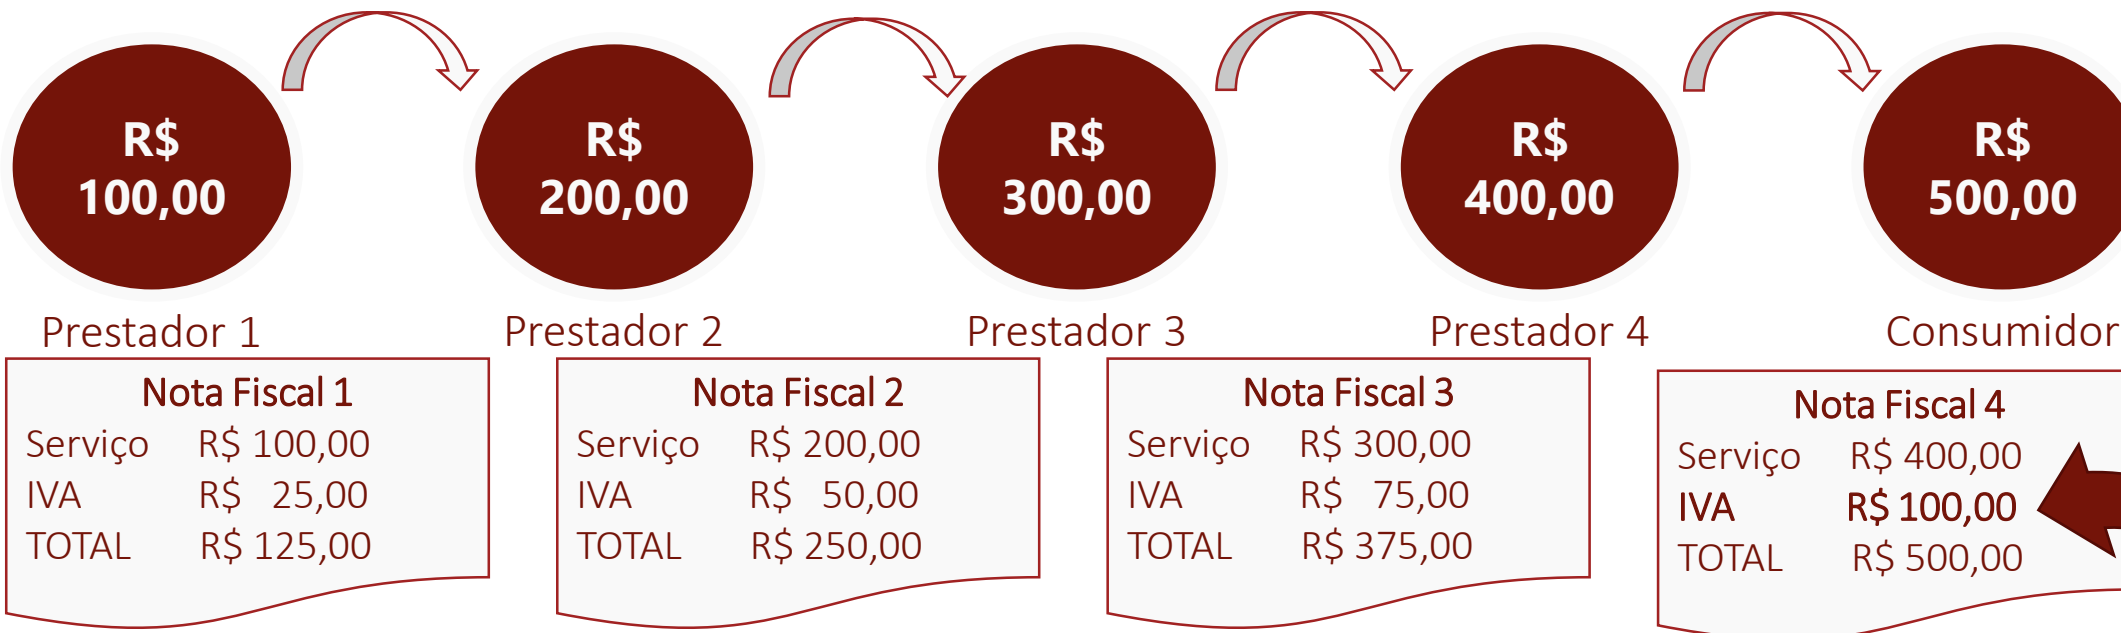 R$
100,00
R$
200,00
R$
300,00
R$
400,00
R$
500,00
Prestador 1
Prestador 2
Prestador 3
Prestador 4
Consumidor
Nota Fiscal 1
Serviço R$ 100,00
IVA R$ 25,00
TOTAL R$ 125,00
Nota Fiscal 2
Serviço R$ 200,00
IVA R$ 50,00
TOTAL R$ 250,00
Nota Fiscal 3
Serviço R$ 300,00
IVA R$ 75,00
TOTAL R$ 375,00
Nota Fiscal 4
Serviço R$ 400,00
IVA R$ 100,00
TOTAL R$ 500,00